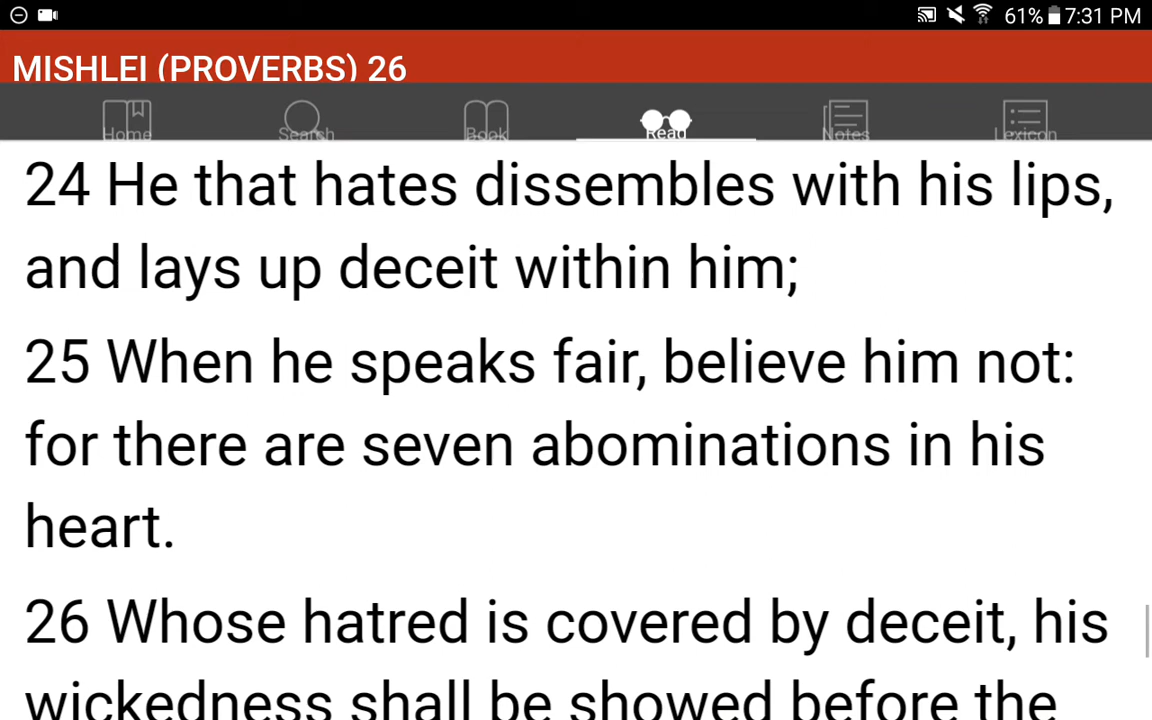 61% 7:31 PM
MISHLEI (PROVERBS) 26
Home Search Book Read Notes Lexicon
24 He that hates dissembles with his lips,
and lays up deceit within him;
25 When he speaks fair, believe him not:
for there are seven abominations in his
heart.
26 Whose hatred is covered by deceit, his
wickedness shall be showed before the